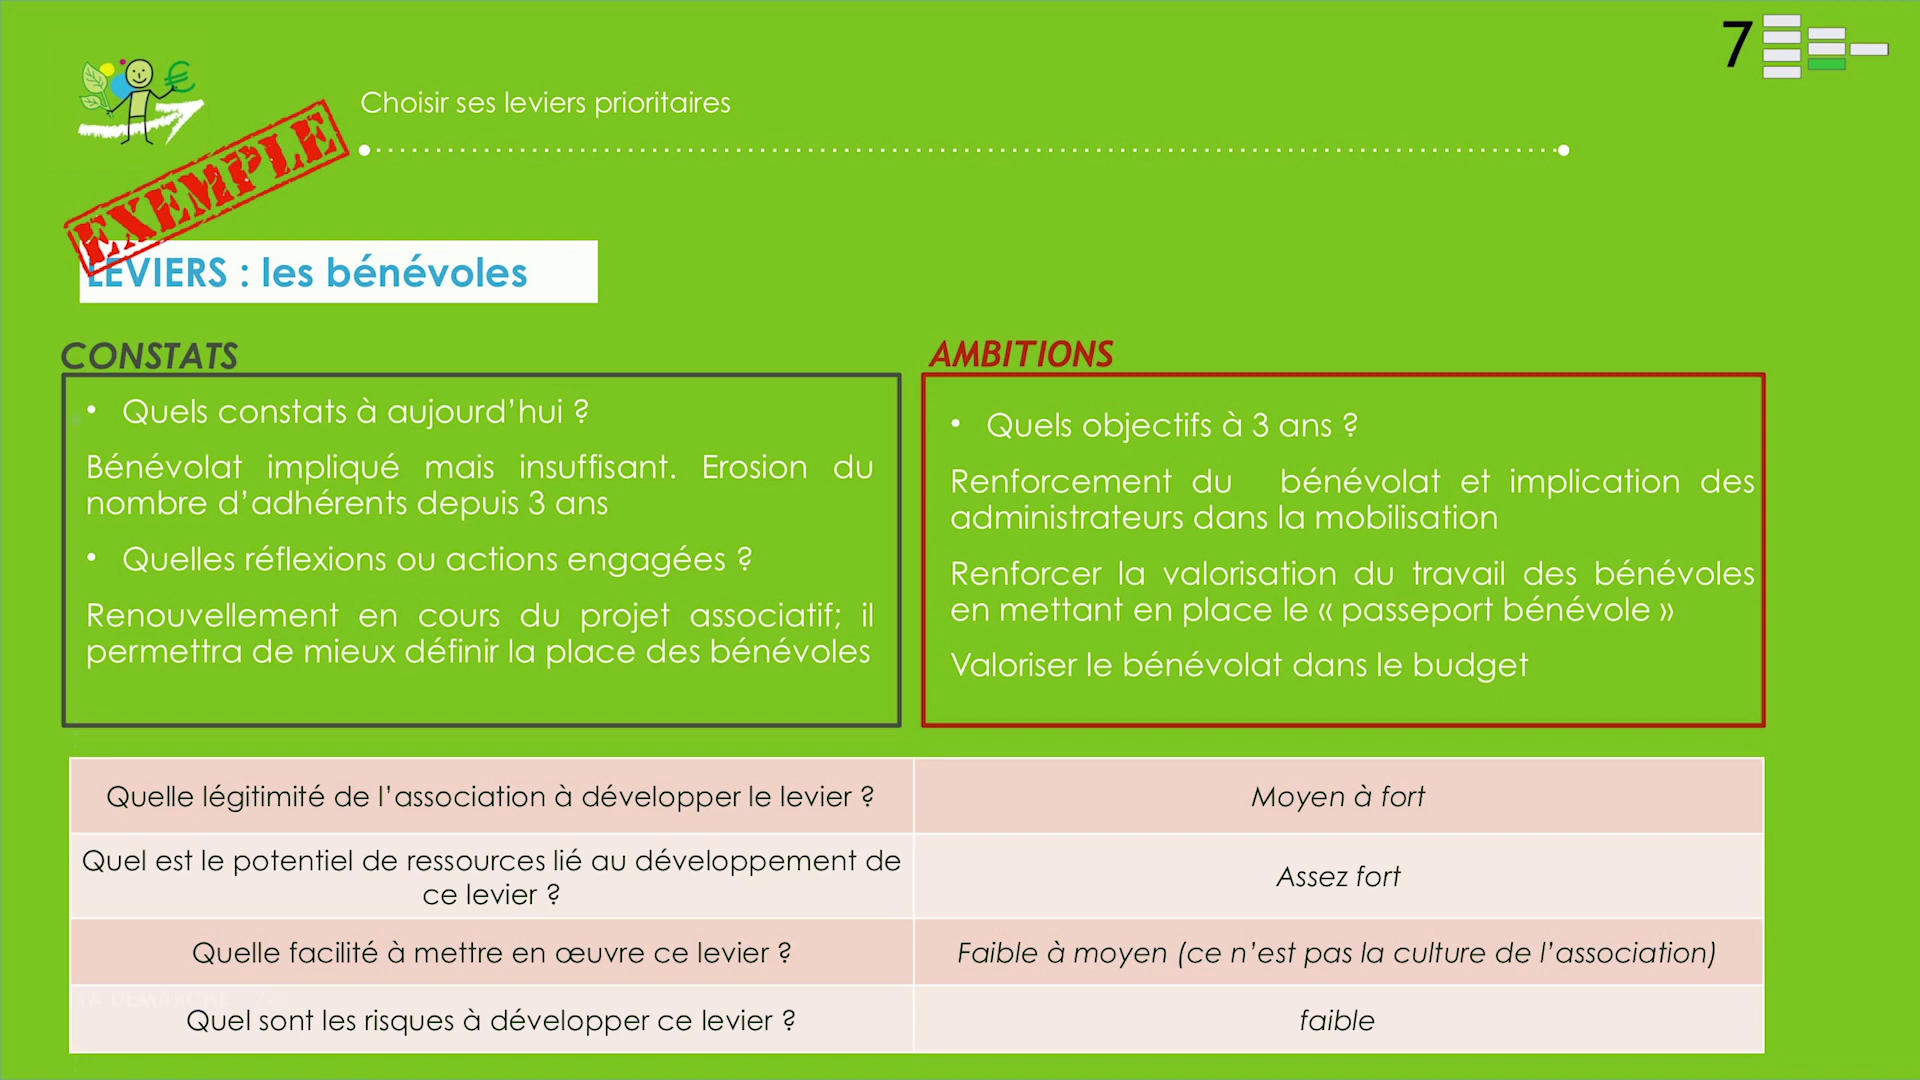 7
€
Choisir ses leviers prioritaires
EXEMPLE
LEVIERS : les bénévoles
CONSTATS
• Quels constats à aujourd’hui ?
Bénévolat impliqué mais insuffisant. Erosion du
nombre d’adhérents depuis 3 ans
• Quelles réflexions ou actions engagées ?
Renouvellement en cours du projet associatif; il
permettra de mieux définir la place des bénévoles
AMBITIONS
• Quels objectifs à 3 ans ?
Renforcement du bénévolat et implication des
administrateurs dans la mobilisation
Renforcer la valorisation du travail des bénévoles
en mettant en place le « passeport bénévole »
Valoriser le bénévolat dans le budget
Quelle légitimité de l’association à développer le levier ?
Moyen à fort
Quel est le potentiel de ressources lié au développement de
ce levier ?
Assez fort
Quelle facilité à mettre en œuvre ce levier ?
Faible à moyen (ce n’est pas la culture de l’association)
Quel sont les risques à développer ce levier ?
faible